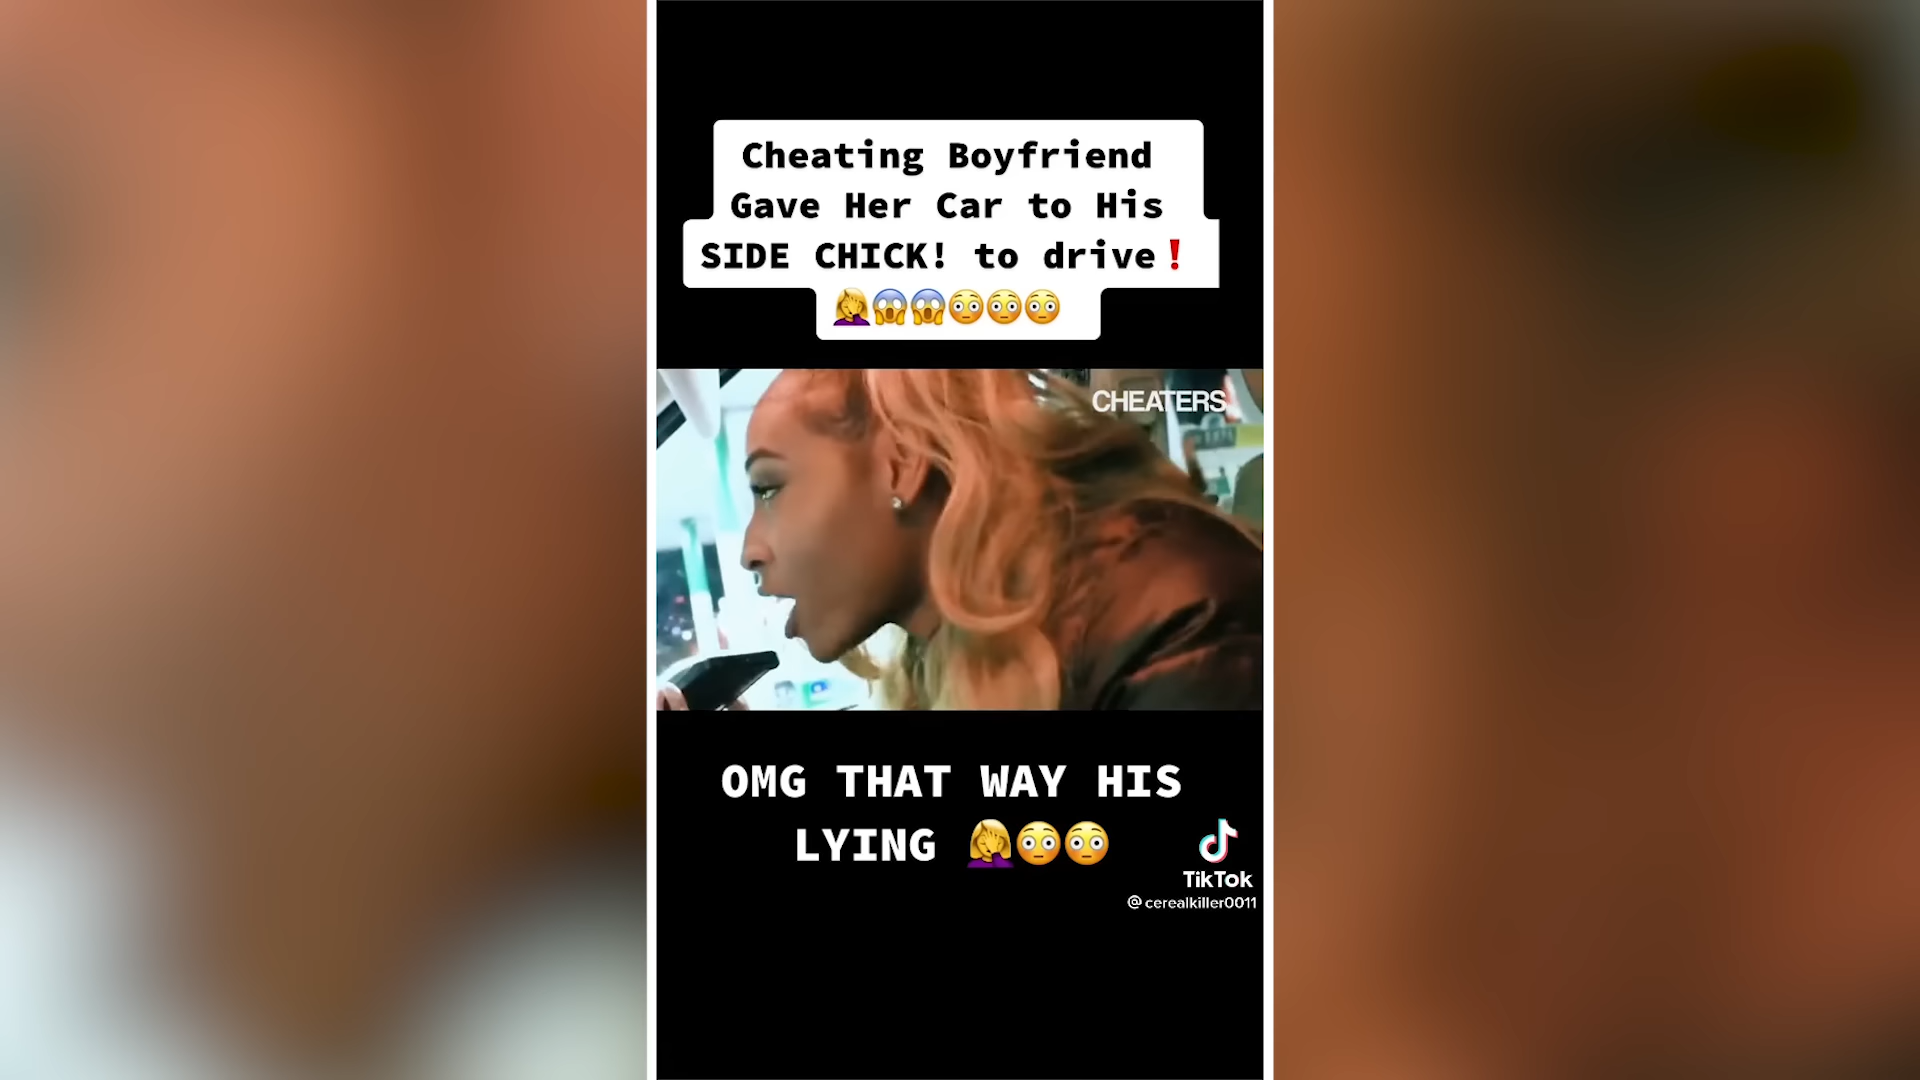 Cheating Boyfriend
Gave Her Car to His
SIDE CHICK! to drive❗
🤦‍♀️😱😱😳😳😳
CHEATERS
OMG THAT WAY HIS
LYING 🤦‍♀️😳😳
TikTok
@cerealkiller0011